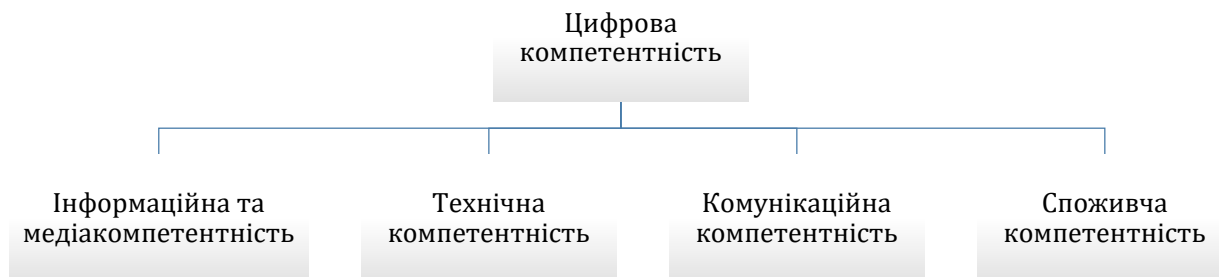 Цифрова
компетентність
Інформаційна та
медіакомпетентність
Технічна
компетентність
Комунікаційна
компетентність
Споживча
компетентність